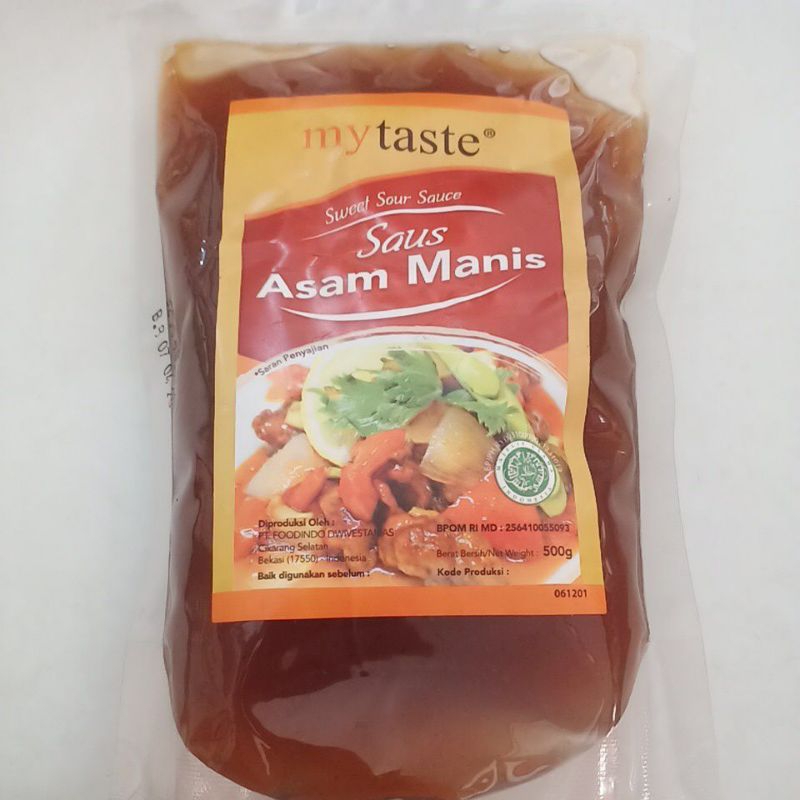 mytaste®
Sweet Sour Sauce
Saus
Asam Manis
*Saran Penyajian
Diproduksi Oleh :
PT. FOODINDO DWIVESTAMAS
Cikarang Selatan
Bekasi (17550) - Indonesia
Baik digunakan sebelum :
BPOM RI MD : 256410055093
Berat Bersih/Net Weight : 500g
Kode Produksi :
061201